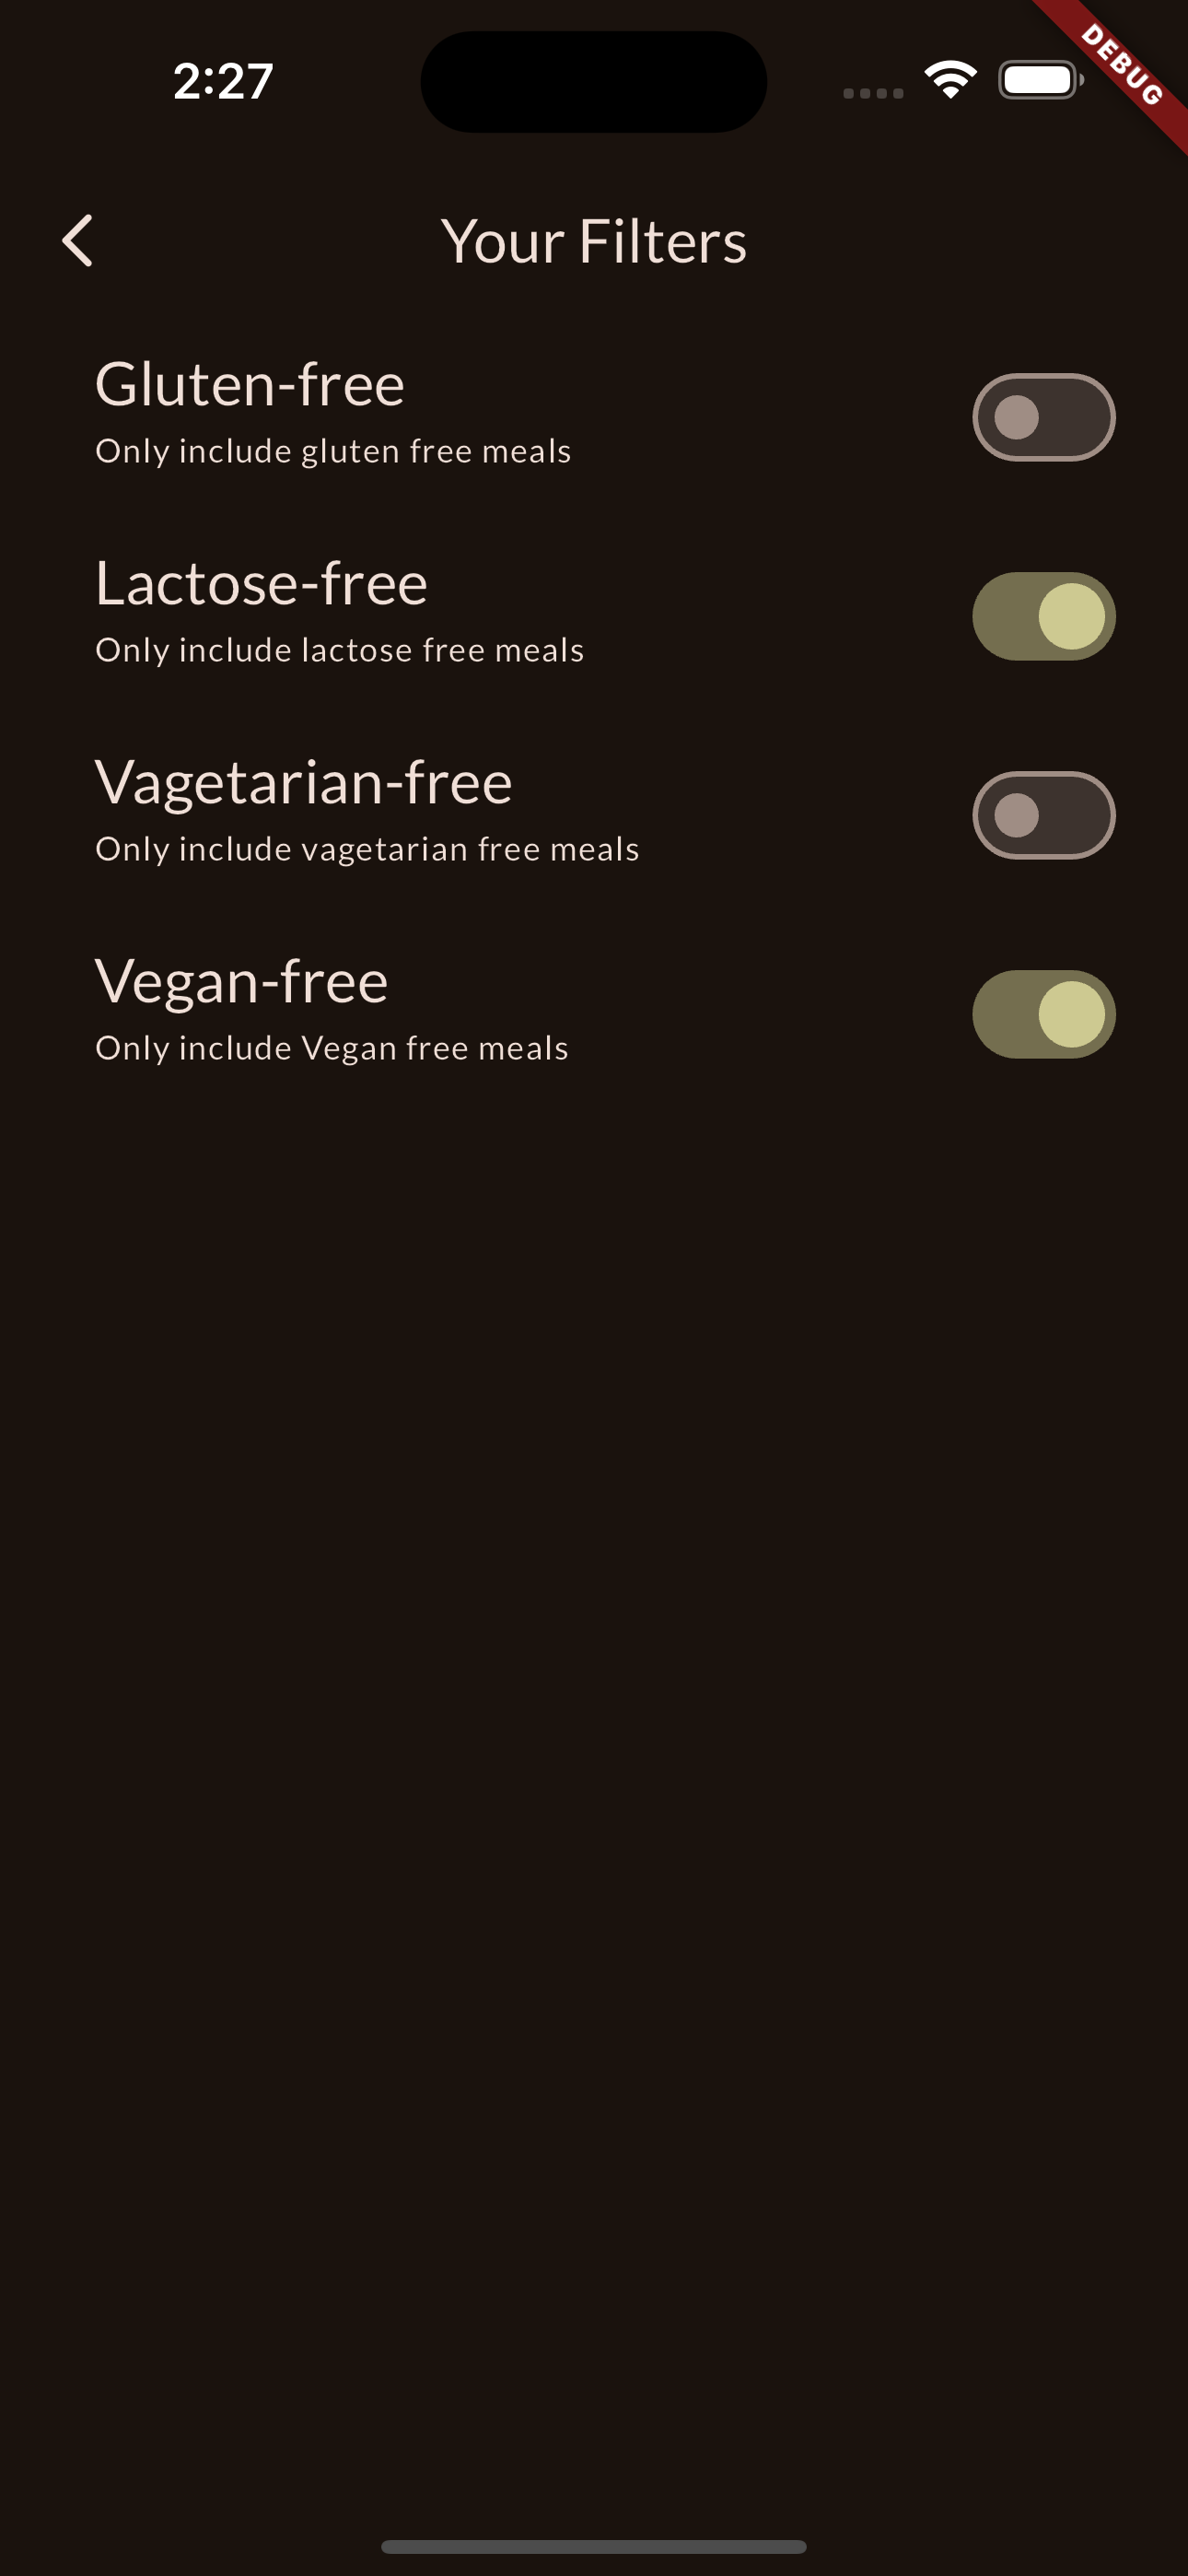 2:27
DEBUG
Your Filters
Gluten-free
Only include gluten free meals
Lactose-free
Only include lactose free meals
Vagetarian-free
Only include vagetarian free meals
Vegan-free
Only include Vegan free meals